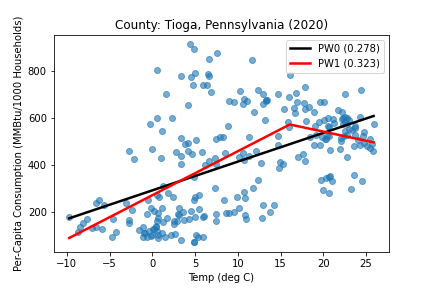 County: Tioga, Pennsylvania (2020)
PW0 (0.278)
PW1 (0.323)
Per-Capita Consumption (MMBtu/1000 Households)
800
600
400
200
−10 −5 0 5 10 15 20 25
Temp (deg C)